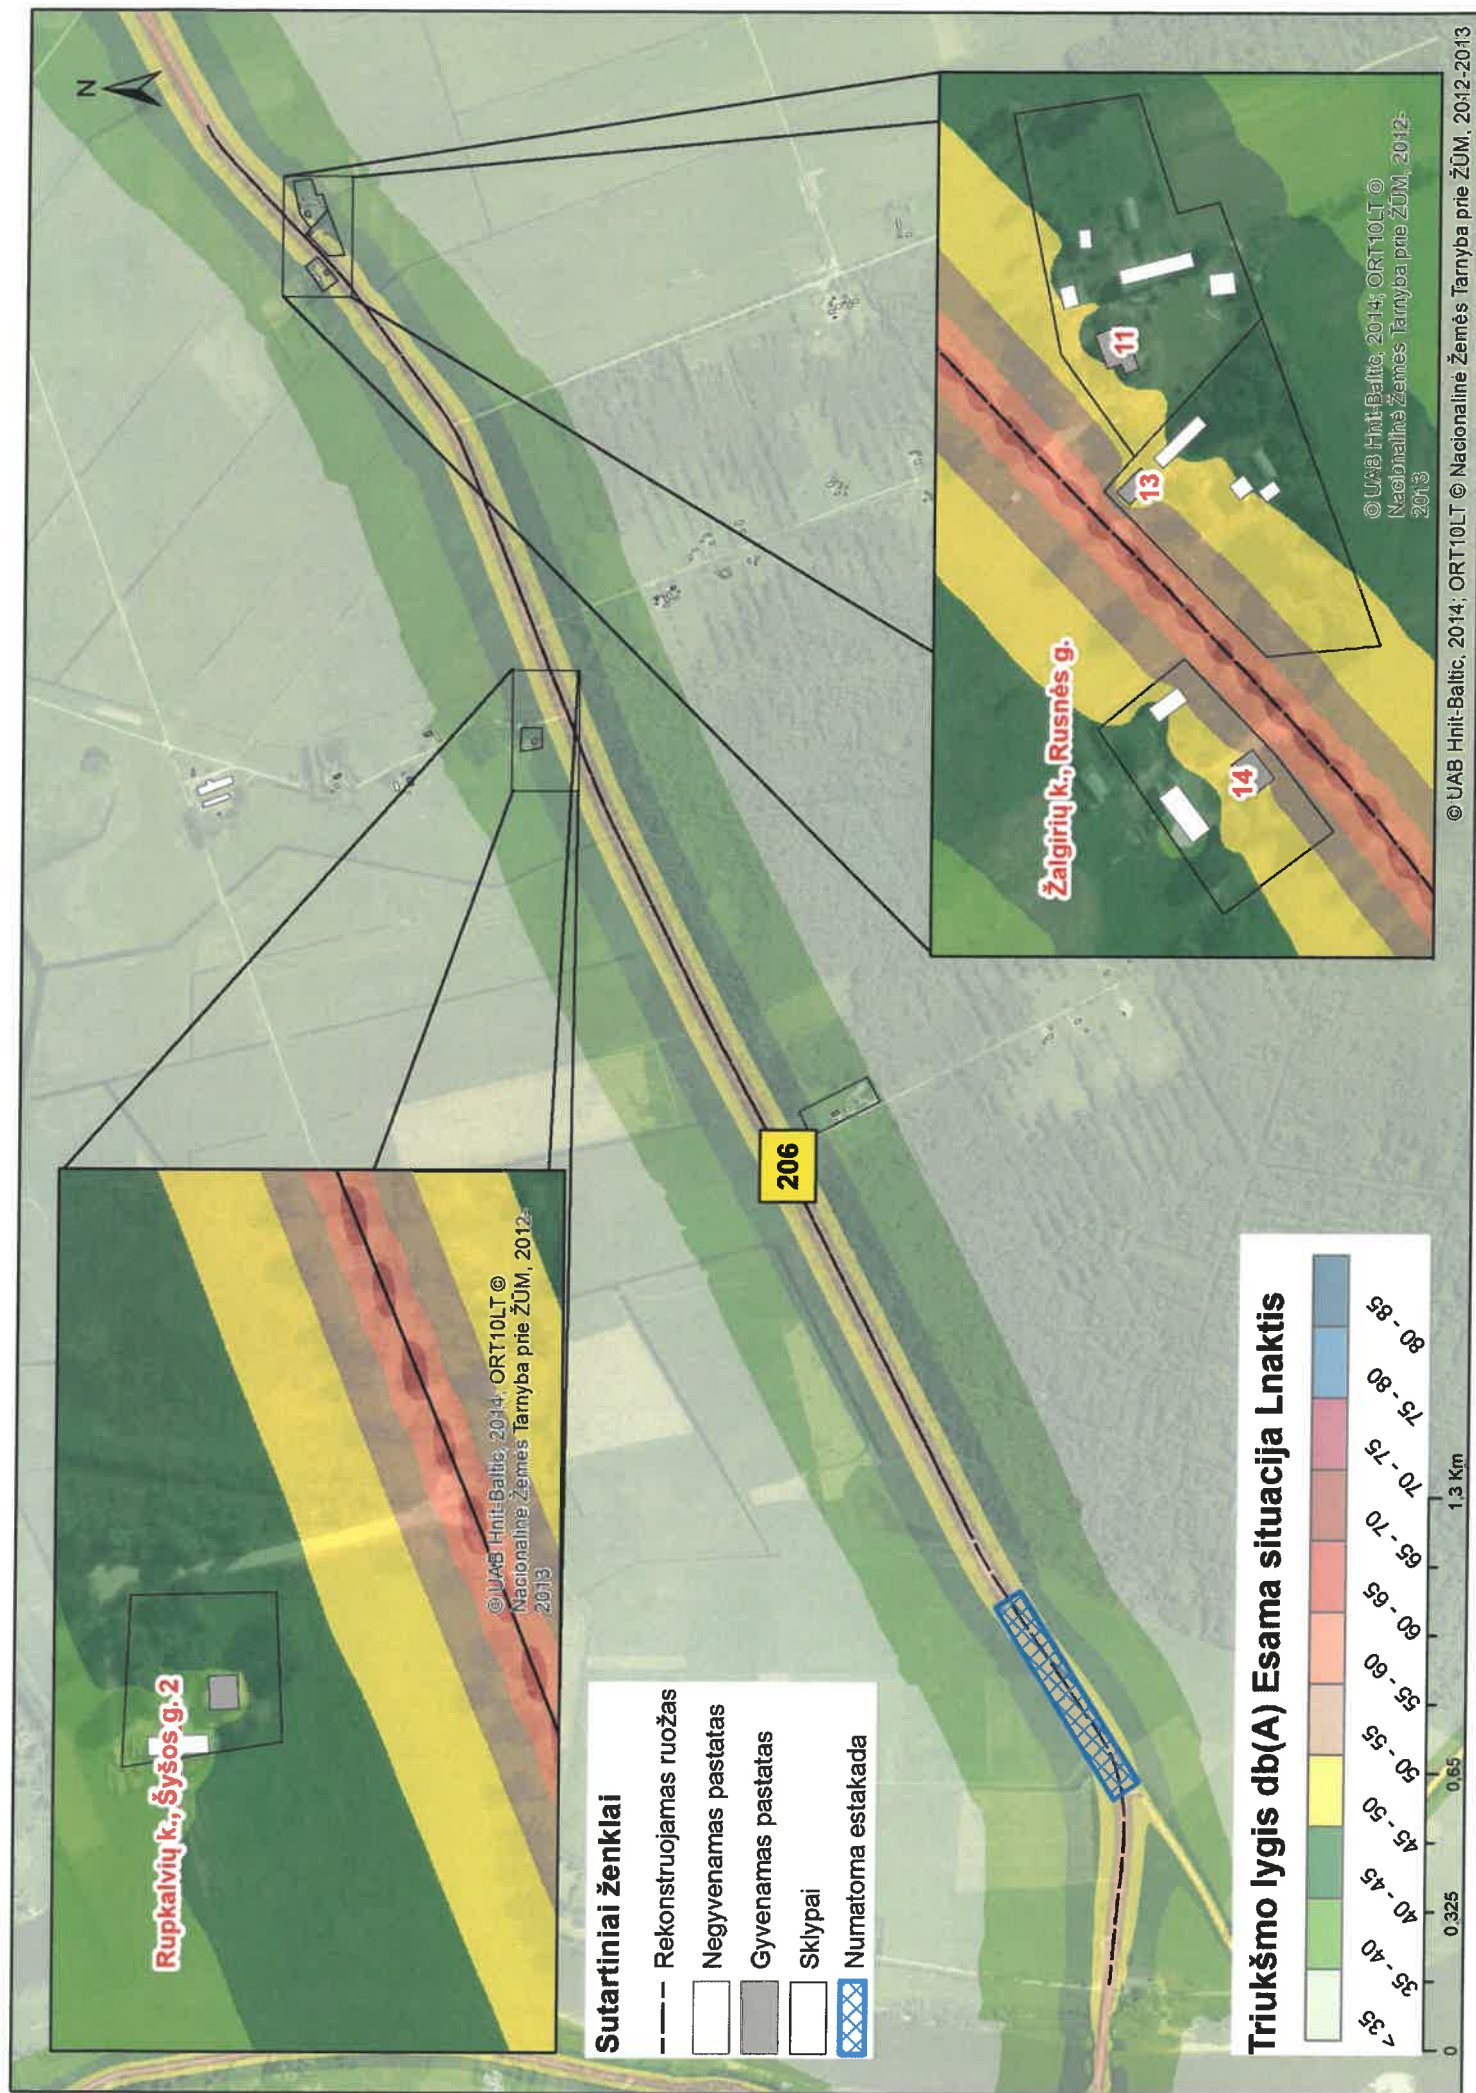 N
Rupkalvių k., Šyšos g. 2
© UAB Hnit-Baltic, 2014; ORT10LT ©
Nacionalinė Žemės Tarnyba prie ŽŪM, 2012-
2013
206
Žalgirių k., Rusnės g.
11
13
14
© UAB Hnit-Baltic, 2014; ORT10LT ©
Nacionalinė Žemės Tarnyba prie ŽŪM, 2012-
2013
Sutartiniai ženklai
Rekonstruojamas ruožas
Negyvenamas pastatas
Gyvenamas pastatas
Sklypai
Numatoma estakada
Triukšmo lygis db(A) Esama situacija Lnaktis
< 35
35 - 40
40 - 45
45 - 50
50 - 55
55 - 60
60 - 65
65 - 70
70 - 75
75 - 80
80 - 85
0 0,325 0,65 1,3 Km
© UAB Hnit-Baltic, 2014; ORT10LT © Nacionalinė Žemės Tarnyba prie ŽŪM, 2012-2013